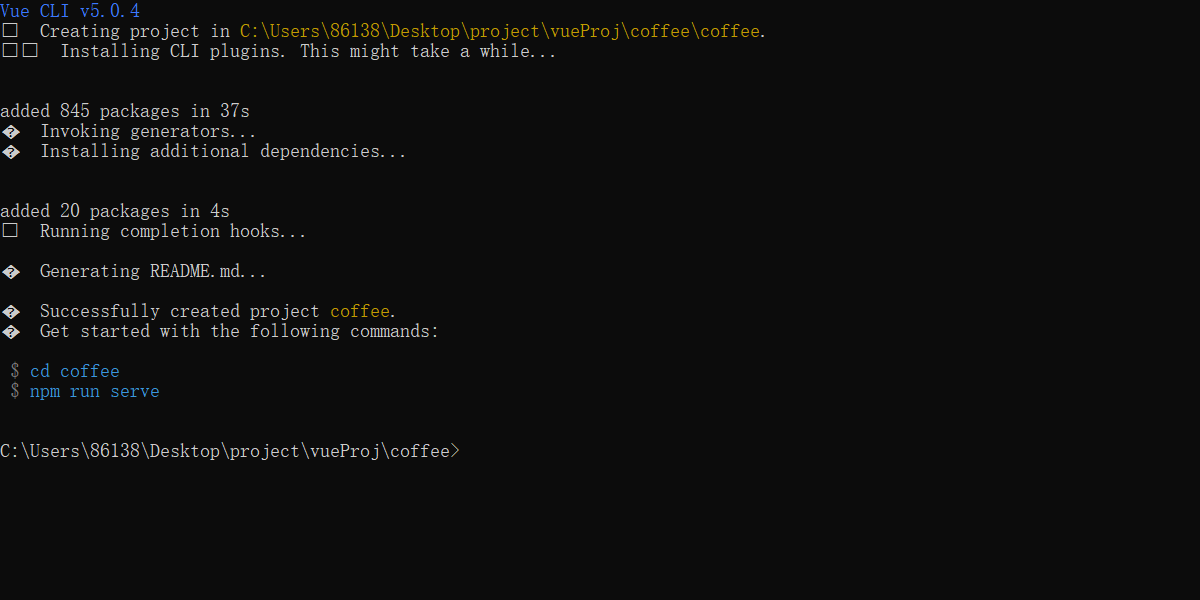 Vue CLI v5.0.4
□  Creating project in C:\Users\86138\Desktop\project\vueProj\coffee\coffee.
□□  Installing CLI plugins. This might take a while...
added 845 packages in 37s
�  Invoking generators...
�  Installing additional dependencies...
added 20 packages in 4s
□  Running completion hooks...
�  Generating README.md...
�  Successfully created project coffee.
�  Get started with the following commands:
$ cd coffee
$ npm run serve
C:\Users\86138\Desktop\project\vueProj\coffee>